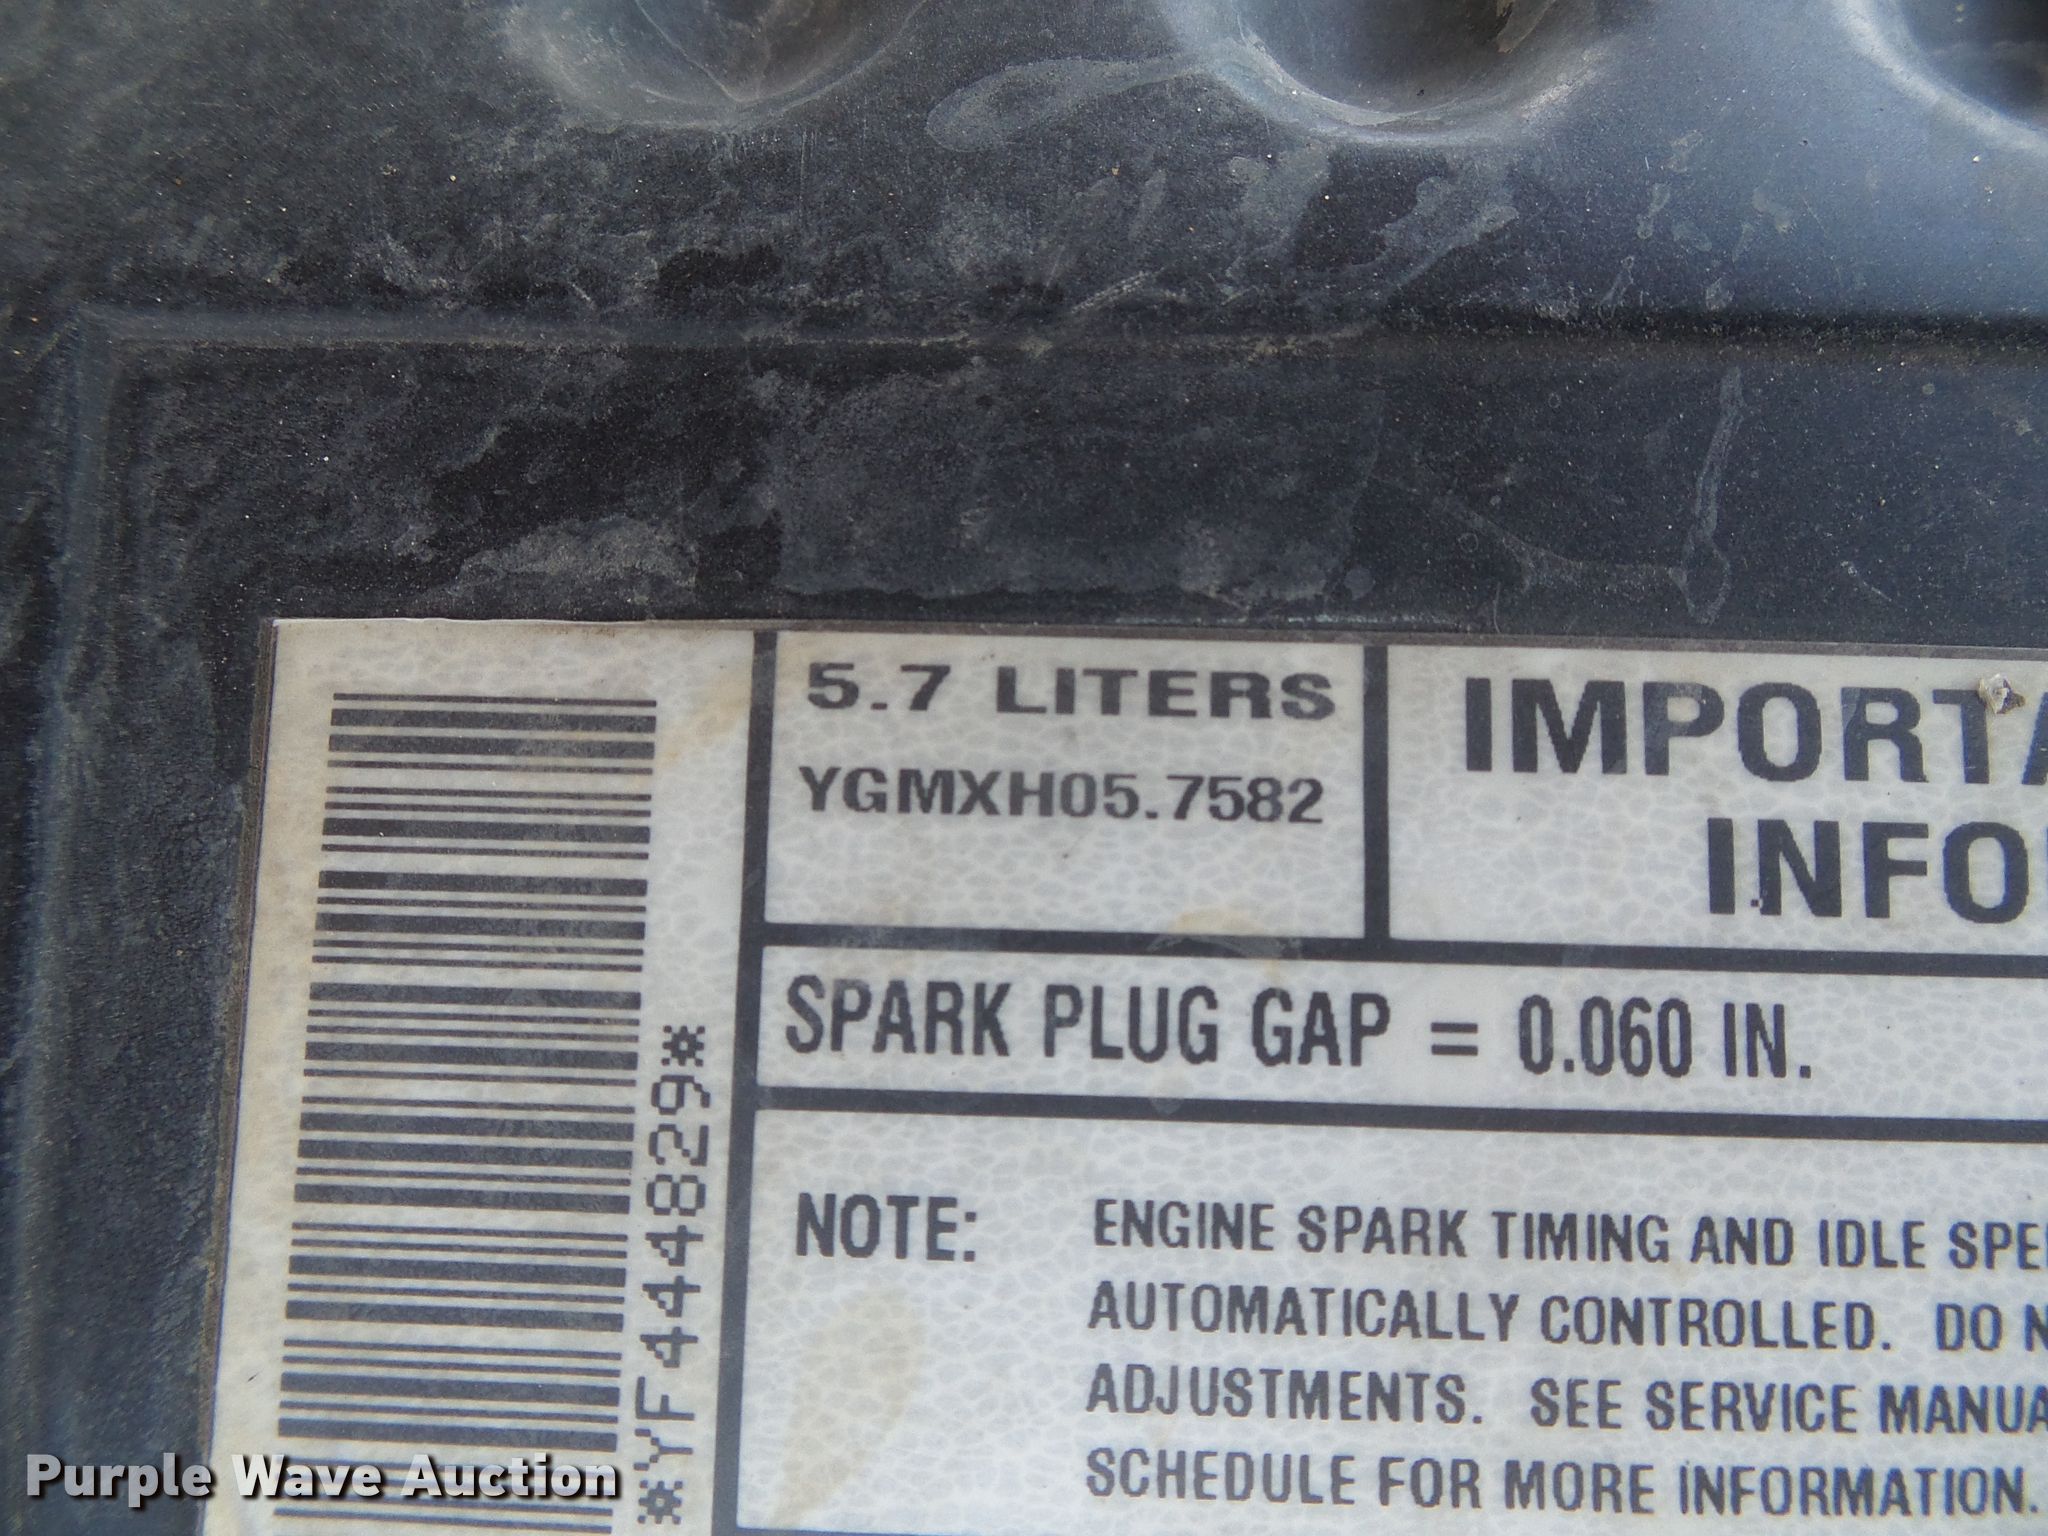 5.7 LITERS
YGMXH05.7582
IMPORTA
INFO
SPARK PLUG GAP = 0.060 IN.
NOTE: ENGINE SPARK TIMING AND IDLE SPE
AUTOMATICALLY CONTROLLED. DO N
ADJUSTMENTS. SEE SERVICE MANUA
SCHEDULE FOR MORE INFORMATION.
*YF444829*
Purple Wave Auction